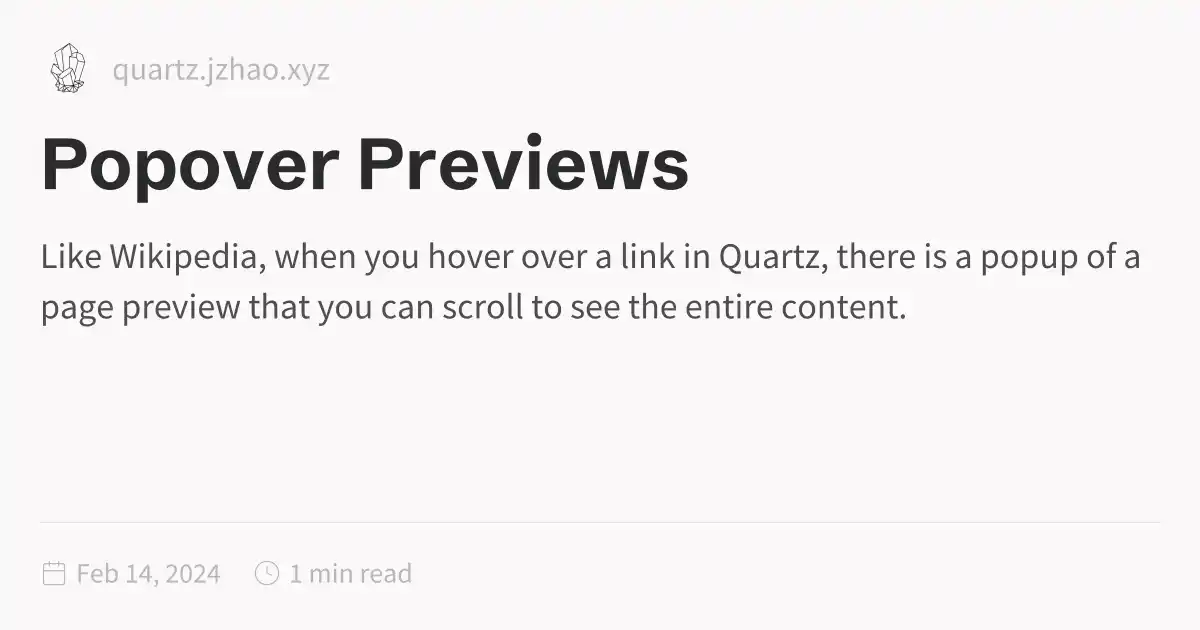 quartz.jzhao.xyz
Popover Previews
Like Wikipedia, when you hover over a link in Quartz, there is a popup of a
page preview that you can scroll to see the entire content.
Feb 14, 2024 1 min read